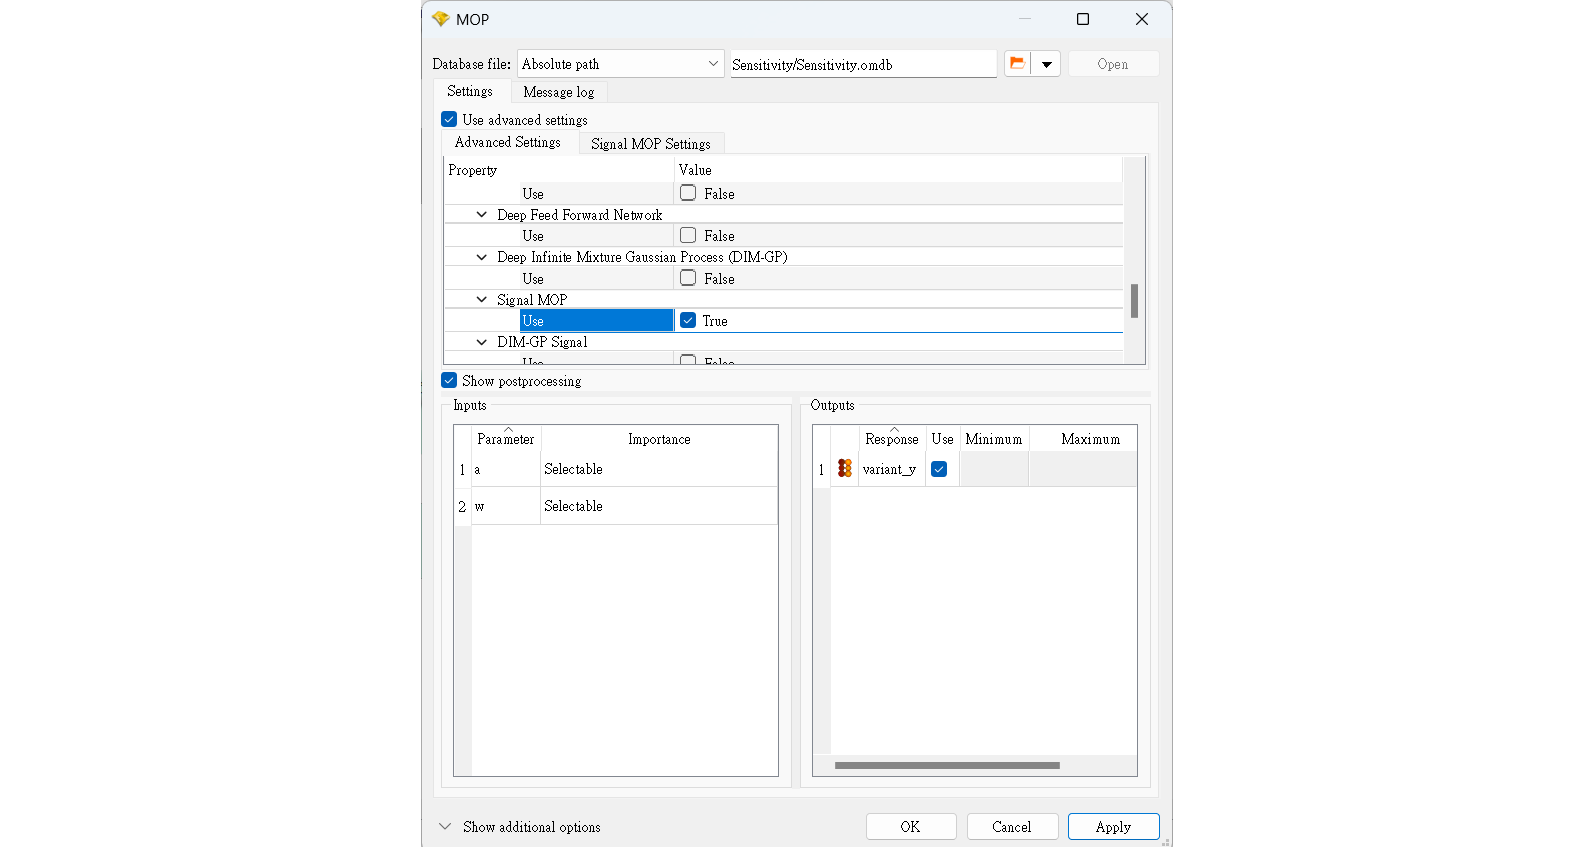 MOP
Database file: Absolute path Sensitivity/Sensitivity.omdb Open
Settings Message log
Use advanced settings
Advanced Settings Signal MOP Settings
Property Value
Use False
Deep Feed Forward Network
Use False
Deep Infinite Mixture Gaussian Process (DIM-GP)
Use False
Signal MOP
Use True
DIM-GP Signal
Use False
Show postprocessing
Inputs Outputs
Parameter Importance Response Use Minimum Maximum
1 a Selectable 1 variant_y
2 w Selectable
Show additional options OK Cancel Apply